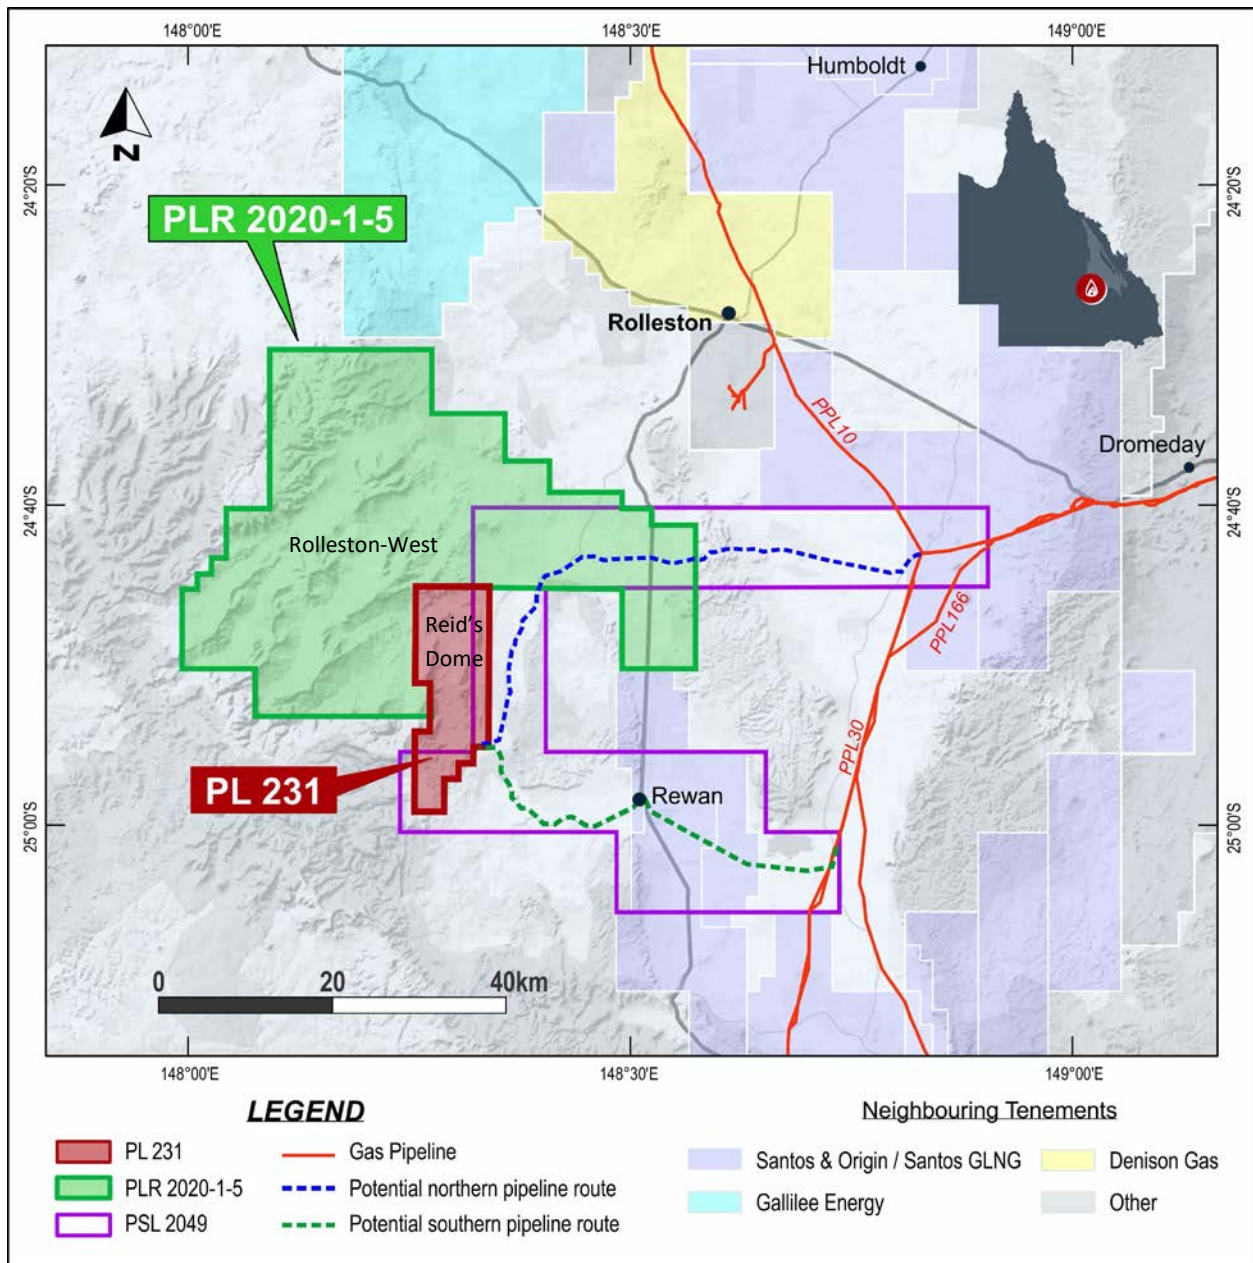 148°00'E
148°30'E
149°00'E
Humboldt
N
24°20'S
24°20'S
PLR 2020-1-5
Rolleston
PPL10
Dromeday
24°40'S
24°40'S
Rolleston-West
Reid's
Dome
PPL166
PPL30
PL 231
Rewan
25°00'S
25°00'S
0 20 40km
148°00'E
148°30'E
149°00'E
LEGEND
PL 231
PLR 2020-1-5
PSL 2049
Gas Pipeline
Potential northern pipeline route
Potential southern pipeline route
Neighbouring Tenements
Santos & Origin / Santos GLNG
Gallilee Energy
Denison Gas
Other